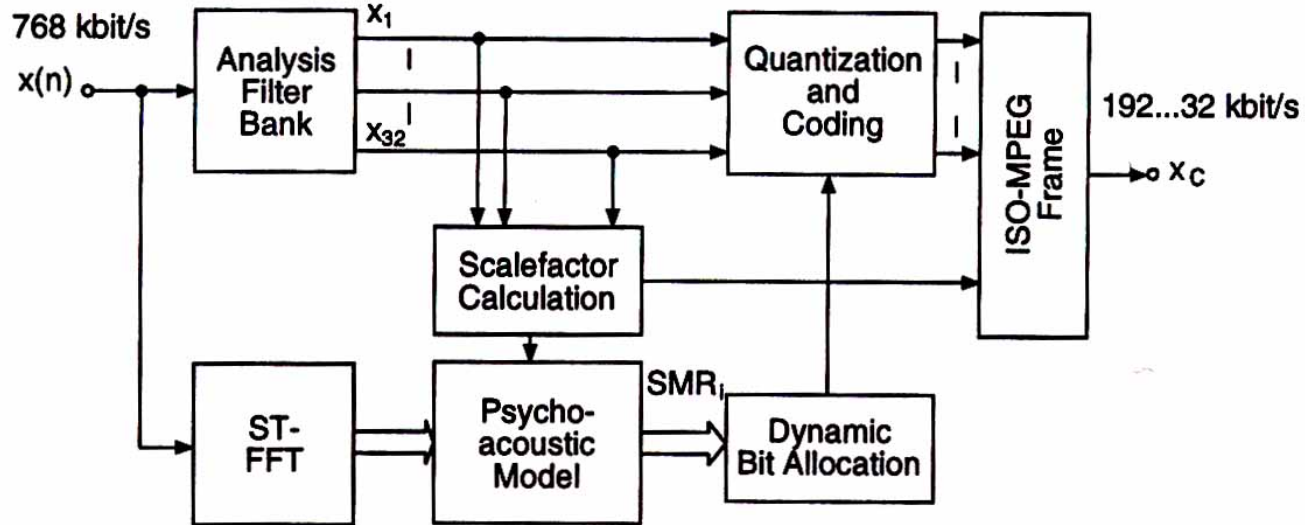 768 kbit/s
x(n)
Analysis
Filter
Bank
x1
x32
Quantization
and
Coding
ISO-MPEG
Frame
192...32 kbit/s
xC
Scalefactor
Calculation
ST-
FFT
Psycho-
acoustic
Model
SMRi
Dynamic
Bit Allocation